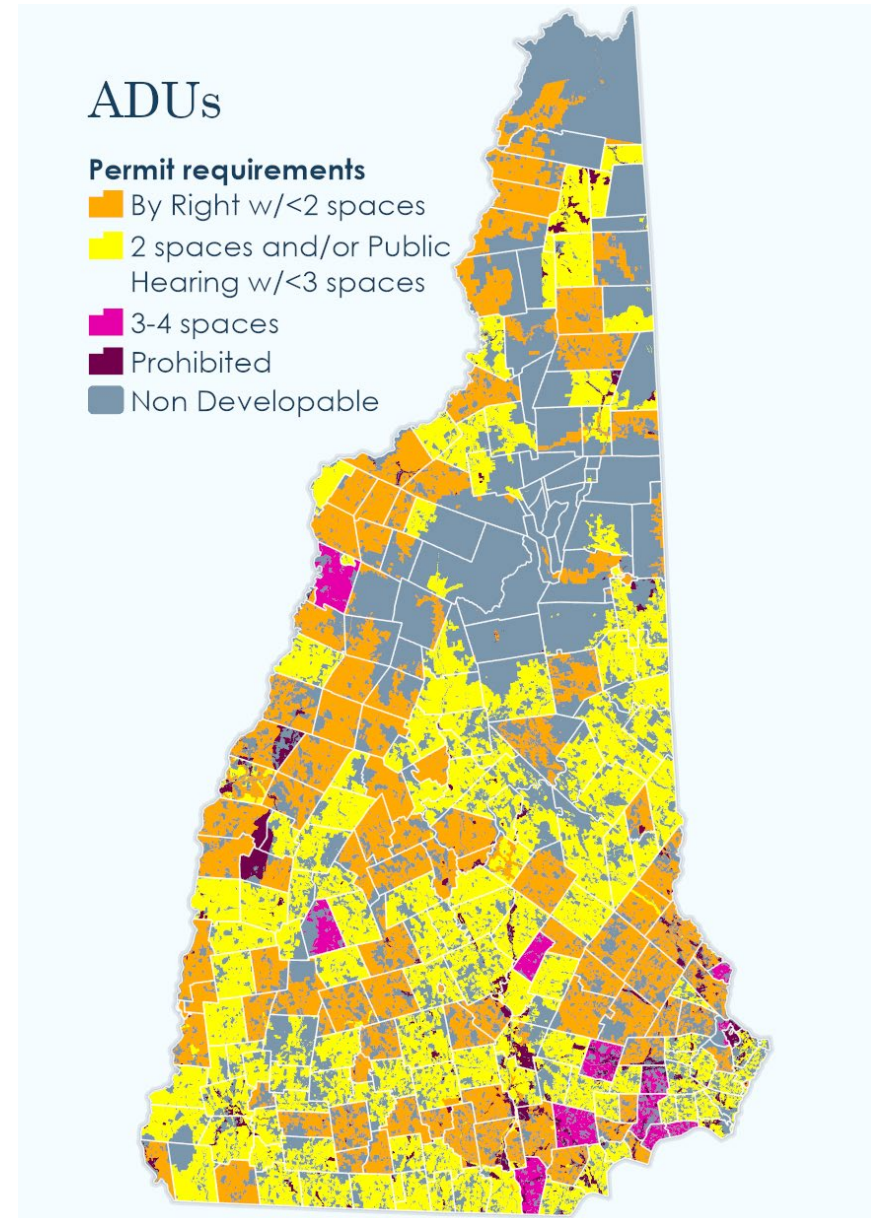 ADUs
Permit requirements
By Right w/<2 spaces
2 spaces and/or Public
Hearing w/<3 spaces
3-4 spaces
Prohibited
Non Developable